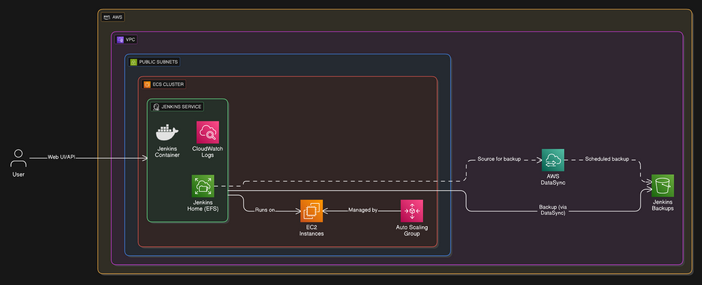 AWS
VPC
PUBLIC SUBNETS
ECS CLUSTER
JENKINS SERVICE
Jenkins
Container
CloudWatch
Logs
User
Web UI/API
Jenkins
Home (EFS)
Source for backup
AWS
DataSync
Scheduled backup
Jenkins
Backups
Backup (via
DataSync)
Runs on
EC2
Instances
Managed by
Auto Scaling
Group